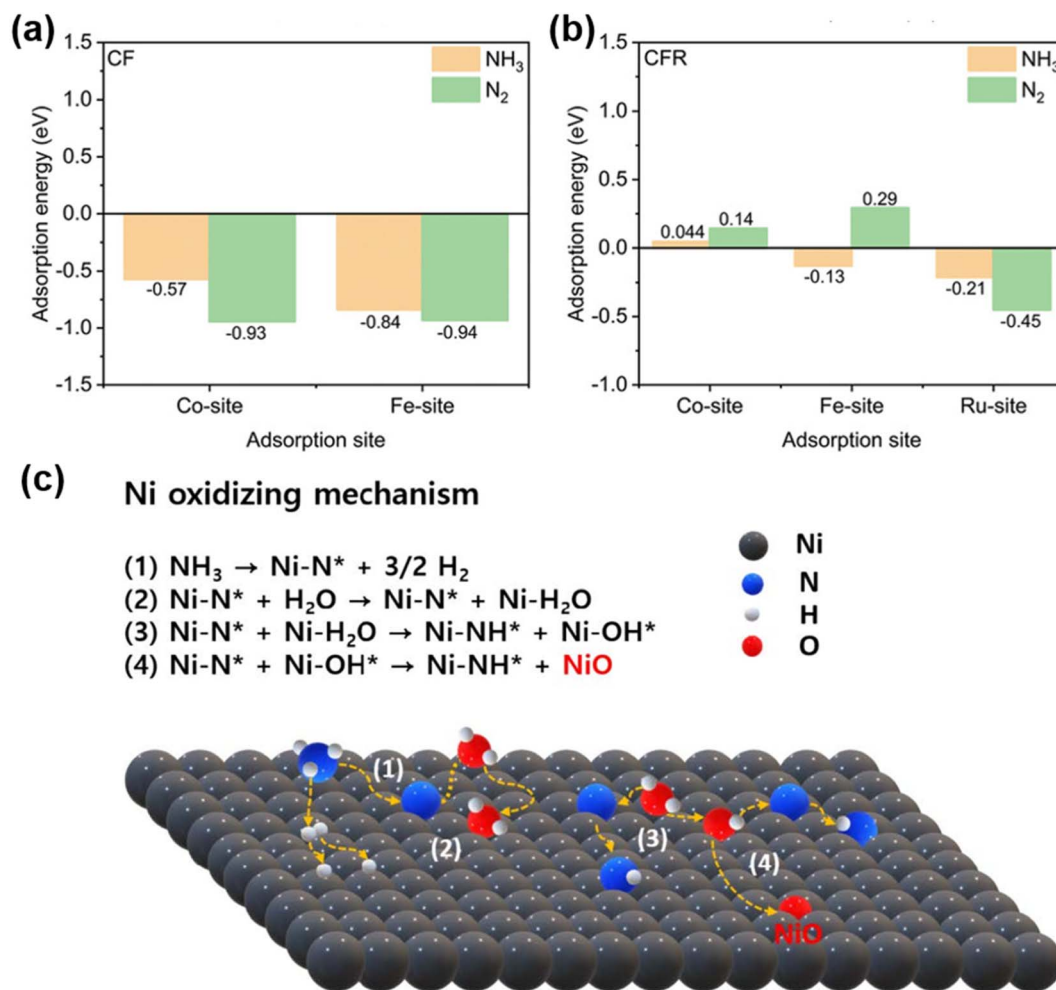 (a)
CF
NH₃
N₂
Adsorption energy (eV)
1.5
1.0
0.5
0.0
-0.5
-1.0
-1.5
-0.57
-0.93
-0.84
-0.94
Co-site
Fe-site
Adsorption site
(b)
CFR
NH₃
N₂
Adsorption energy (eV)
1.5
1.0
0.5
0.0
-0.5
-1.0
0.044
0.14
-0.13
0.29
-0.21
-0.45
Co-site
Fe-site
Ru-site
Adsorption site
(c)
Ni oxidizing mechanism
(1) NH₃ → Ni-N* + 3/2 H₂
(2) Ni-N* + H₂O → Ni-N* + Ni-H₂O
(3) Ni-N* + Ni-H₂O → Ni-NH* + Ni-OH*
(4) Ni-N* + Ni-OH* → Ni-NH* + NiO
Ni
N
H
O
(1)
(2)
(3)
(4)
NiO